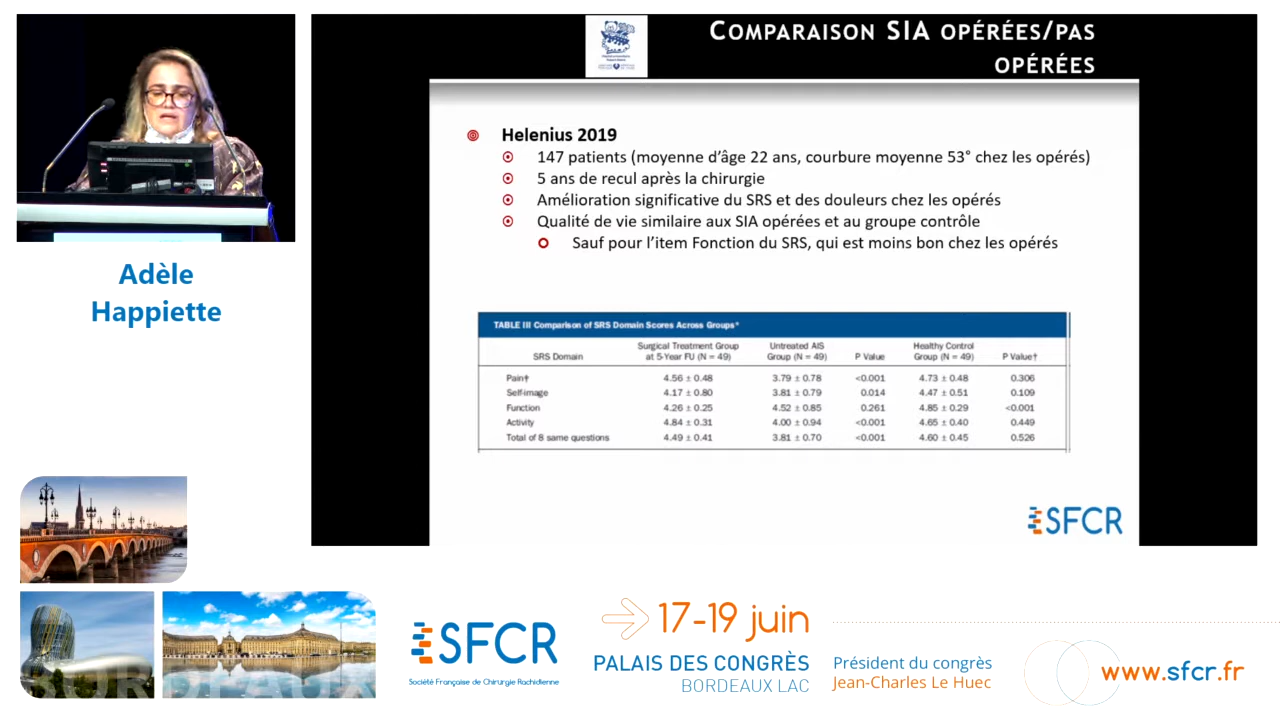 COMPARAISON SIA OPÉRÉES/PAS
OPÉRÉES
Helenius 2019
147 patients (moyenne d'âge 22 ans, courbure moyenne 53° chez les opérés)
5 ans de recul après la chirurgie
Amélioration significative du SRS et des douleurs chez les opérés
Qualité de vie similaire aux SIA opérées et au groupe contrôle
Sauf pour l'item Fonction du SRS, qui est moins bon chez les opérés
Adèle
Happiette
TABLE III Comparison of SRS Domain Scores Across Groups*
SRS Domain Surgical Treatment Group at 5-Year FU (N = 49) Untreated AIS Group (N = 49) P Value Healthy Control Group (N = 49) P Value†
Pain† 4.56 ± 0.48 3.79 ± 0.78 <0.001 4.73 ± 0.48 0.306
Self-image 4.17 ± 0.80 3.81 ± 0.79 0.014 4.47 ± 0.51 0.109
Function 4.26 ± 0.25 4.52 ± 0.85 0.261 4.85 ± 0.29 <0.001
Activity 4.84 ± 0.31 4.00 ± 0.94 <0.001 4.65 ± 0.40 0.449
Total of 8 same questions 4.49 ± 0.41 3.81 ± 0.70 <0.001 4.60 ± 0.45 0.526
SFCR
BORDEAUX
SFCR
Société Française de Chirurgie Rachidienne
17-19 juin
PALAIS DES CONGRÈS
BORDEAUX LAC
Président du congrès
Jean-Charles Le Huec
www.sfcr.fr